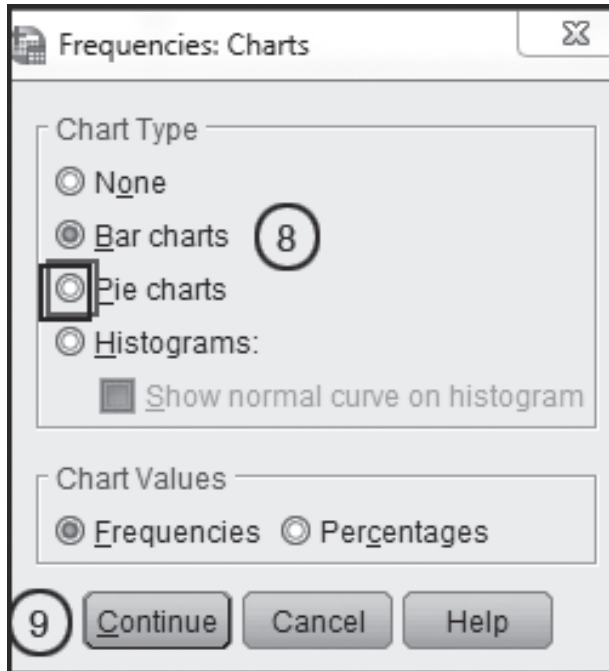 Frequencies: Charts
Chart Type
None
Bar charts 8
Pie charts
Histograms:
Show normal curve on histogram
Chart Values
Frequencies Percentages
9 Continue Cancel Help